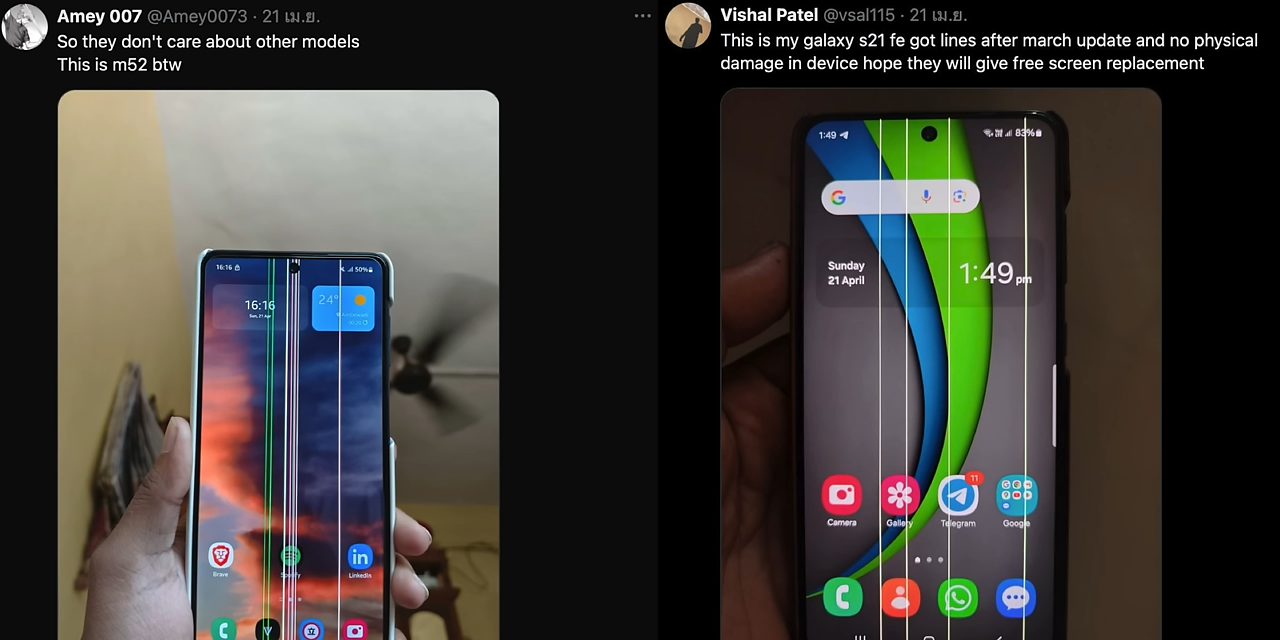 Amey 007 @Amey0073 · 21 เม.ย.
So they don't care about other models
This is m52 btw
16:16
50%
16:16
Sun, 21 Apr
24°
Brave
Spotify
LinkedIn
Vishal Patel @vsal115 · 21 เม.ย.
This is my galaxy s21 fe got lines after march update and no physical
damage in device hope they will give free screen replacement
1:49
83%
Sunday
21 April
1:49 pm
11
Camera
Gallery
Telegram
Google